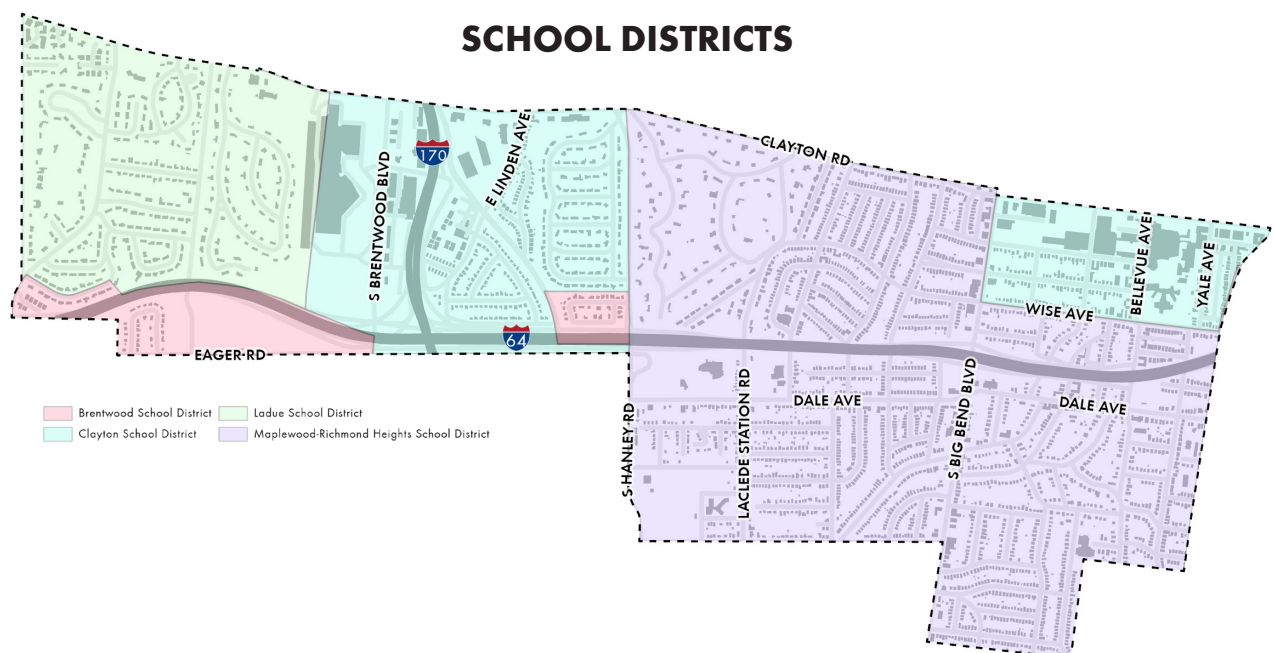 SCHOOL DISTRICTS
CLAYTON RD
170
E LINDEN AVE
S BRENTWOOD BLVD
BELLEVUE AVE
YALE AVE
WISE AVE
64
EAGER RD
S HANLEY RD
LACLEDE STATION RD
DALE AVE
S BIG BEND BLVD
DALE AVE
Brentwood School District
Ladue School District
Clayton School District
Maplewood-Richmond Heights School District